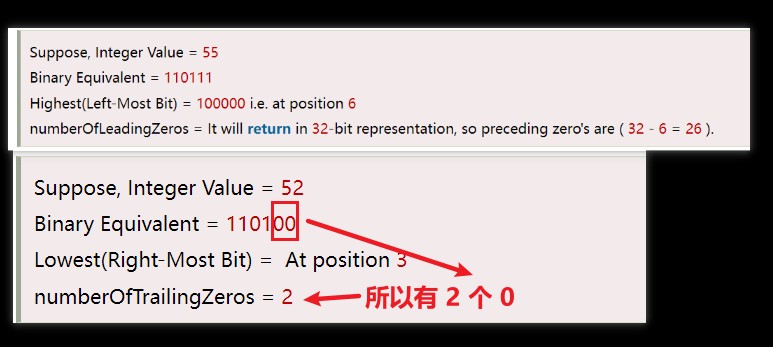 Suppose, Integer Value = 55
Binary Equivalent = 110111
Highest(Left-Most Bit) = 100000 i.e. at position 6
numberOfLeadingZeros = It will return in 32-bit representation, so preceding zero's are ( 32 - 6 = 26 ).
Suppose, Integer Value = 52
Binary Equivalent = 110100
Lowest(Right-Most Bit) = At position 3
numberOfTrailingZeros = 2 所以有 2 个 0